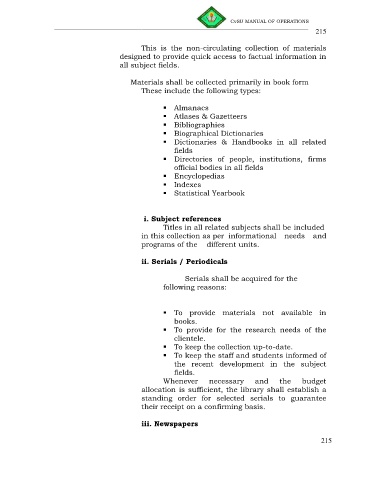 CvSU MANUAL OF OPERATIONS
215
This is the non-circulating collection of materials
designed to provide quick access to factual information in
all subject fields.
Materials shall be collected primarily in book form
These include the following types:
▪ Almanacs
▪ Atlases & Gazetteers
▪ Bibliographies
▪ Biographical Dictionaries
▪ Dictionaries & Handbooks in all related
fields
▪ Directories of people, institutions, firms
official bodies in all fields
▪ Encyclopedias
▪ Indexes
▪ Statistical Yearbook
i. Subject references
Titles in all related subjects shall be included
in this collection as per informational needs and
programs of the different units.
ii. Serials / Periodicals
Serials shall be acquired for the
following reasons:
▪ To provide materials not available in
books.
▪ To provide for the research needs of the
clientele.
▪ To keep the collection up-to-date.
▪ To keep the staff and students informed of
the recent development in the subject
fields.
Whenever necessary and the budget
allocation is sufficient, the library shall establish a
standing order for selected serials to guarantee
their receipt on a confirming basis.
iii. Newspapers
215